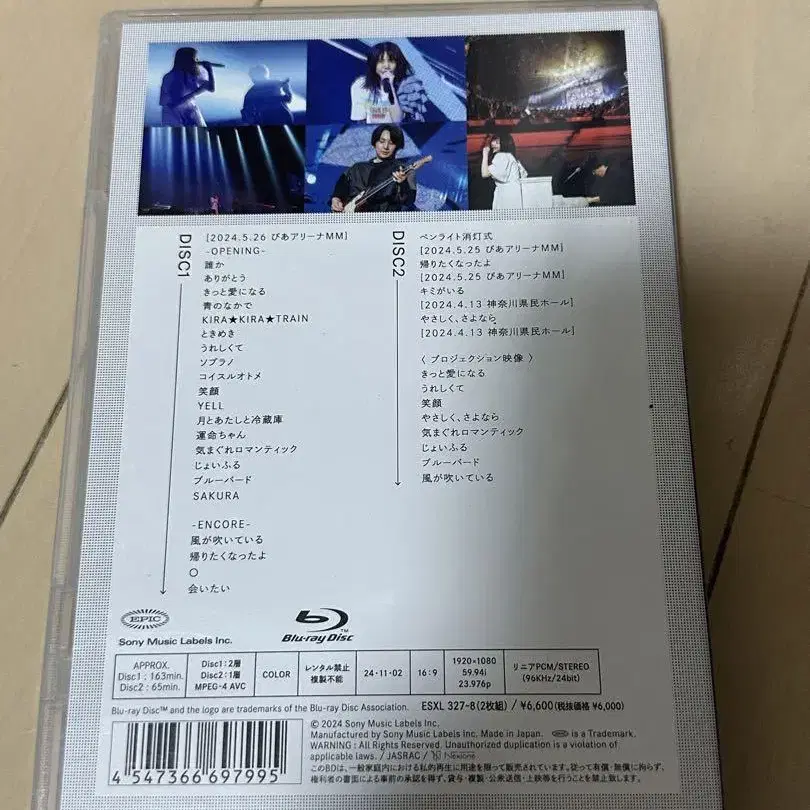 DISC1
[2024.5.26 ぴあアリーナMM]
-OPENING-
誰か
ありがとう
きっと愛になる
青のなかで
KIRA★KIRA★TRAIN
ときめき
うれしくて
ソプラノ
コイスルオトメ
笑顔
YELL
月とあたしと冷蔵庫
運命ちゃん
気まぐれロマンティック
じょいふる
ブルーバード
SAKURA
-ENCORE-
風が吹いている
帰りたくなったよ
〇
会いたい
DISC2
ペンライト消灯式
[2024.5.25 ぴあアリーナMM]
帰りたくなったよ
[2024.5.25 ぴあアリーナMM]
キミがいる
[2024.4.13 神奈川県民ホール]
やさしく、さよなら
[2024.4.13 神奈川県民ホール]
〈 プロジェクション映像 〉
きっと愛になる
うれしくて
笑顔
やさしく、さよなら
気まぐれロマンティック
じょいふる
ブルーバード
風が吹いている
EPIC
Sony Music Labels Inc.
Blu-ray Disc™
APPROX.
Disc1 : 163min.
Disc2 : 65min.
Disc1:2層
Disc2:1層
MPEG-4 AVC
COLOR
レンタル禁止
複製不能
24・11・02
16:9
1920×1080
59.94i
23.976p
リニアPCM/STEREO
(96KHz/24bit)
Blu-ray Disc™ and the logo are trademarks of the Blu-ray Disc Association.
ESXL 327-8(2枚組) / ¥6,600(税抜価格 ¥6,000)
© 2024 Sony Music Labels Inc.
Manufactured by Sony Music Labels Inc. Made in Japan. EPIC is a Trademark.
WARNING : All Rights Reserved. Unauthorized duplication is a violation of
applicable laws. / JASRAC / Nextone
このBDは、一般家庭内における私的再生に用途を限って販売されています。従って有償・無償に拘らず、
権利者の書面による事前の承諾を得ず、貸与・複製・公衆送信・上映等を行うことを禁止します。
4 547366 697995